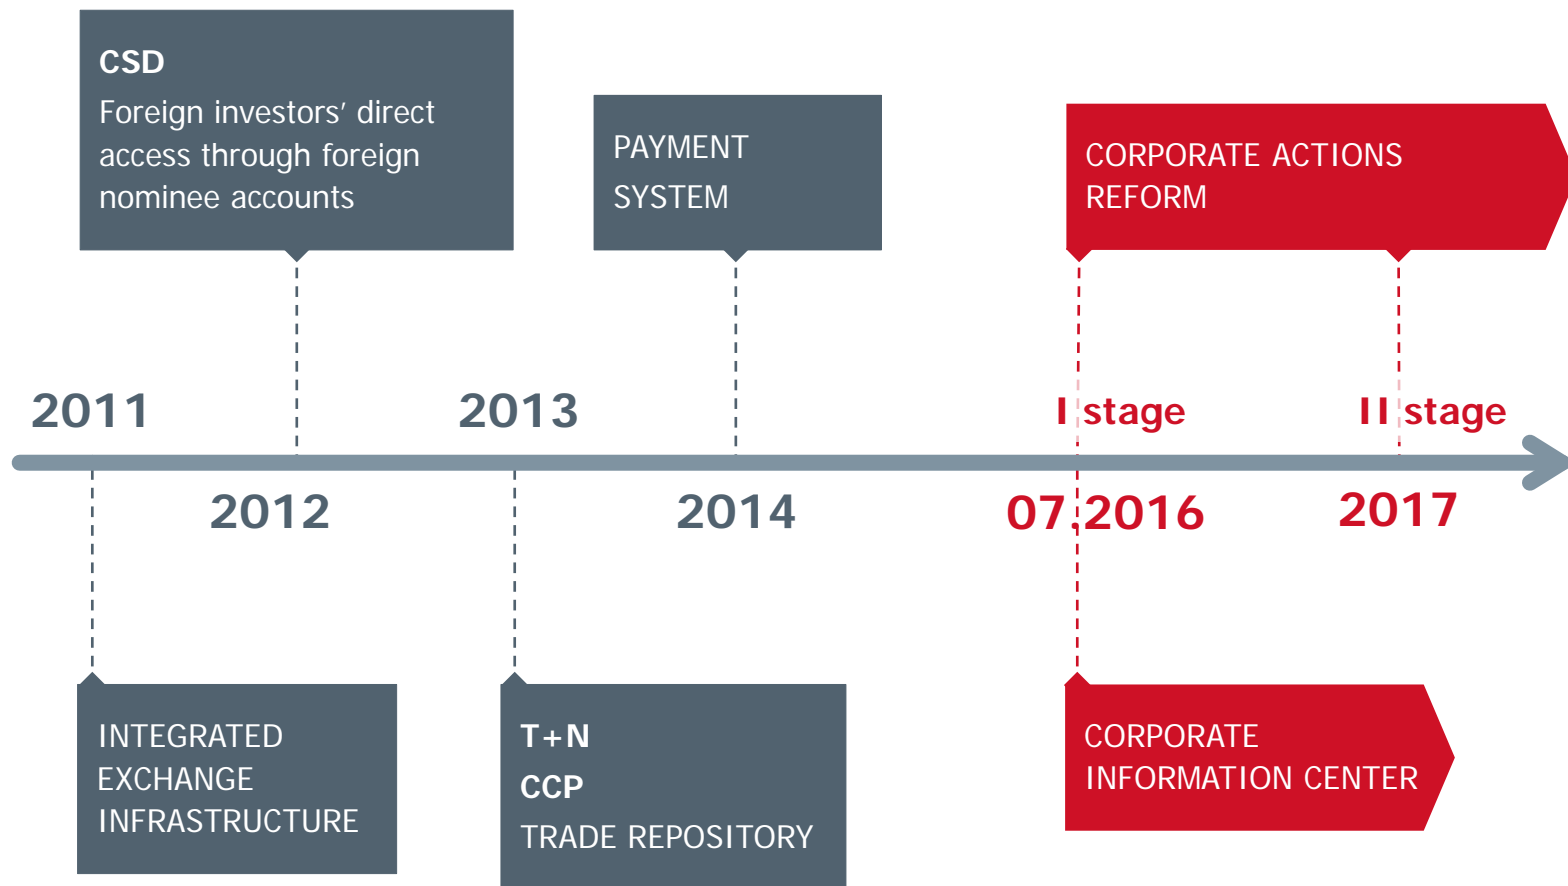 CSD
Foreign investors’ direct
access through foreign
nominee accounts
PAYMENT
SYSTEM
CORPORATE ACTIONS
REFORM
2011
2013
I stage
II stage
2012
2014
07.2016
2017
INTEGRATED
EXCHANGE
INFRASTRUCTURE
T+N
CCP
TRADE REPOSITORY
CORPORATE
INFORMATION CENTER